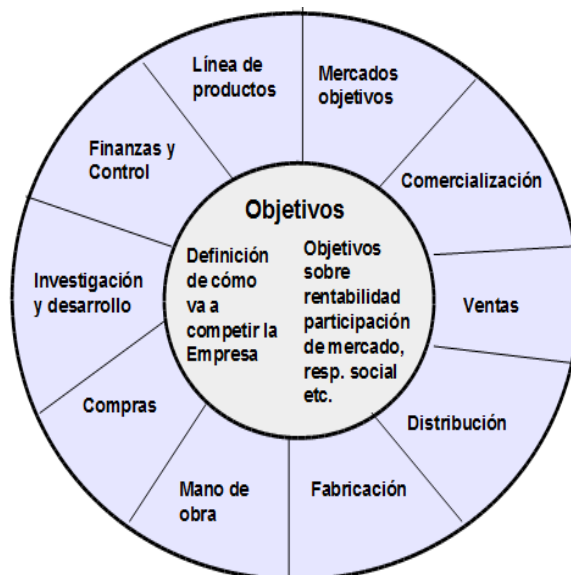 Línea de
productos
Mercados
objetivos
Comercialización
Ventas
Distribución
Fabricación
Mano de
obra
Compras
Investigación
y desarrollo
Finanzas y
Control
Objetivos
Definición
de cómo
va a
competir la
Empresa
Objetivos
sobre
rentabilidad
participación
de mercado,
resp. social
etc.